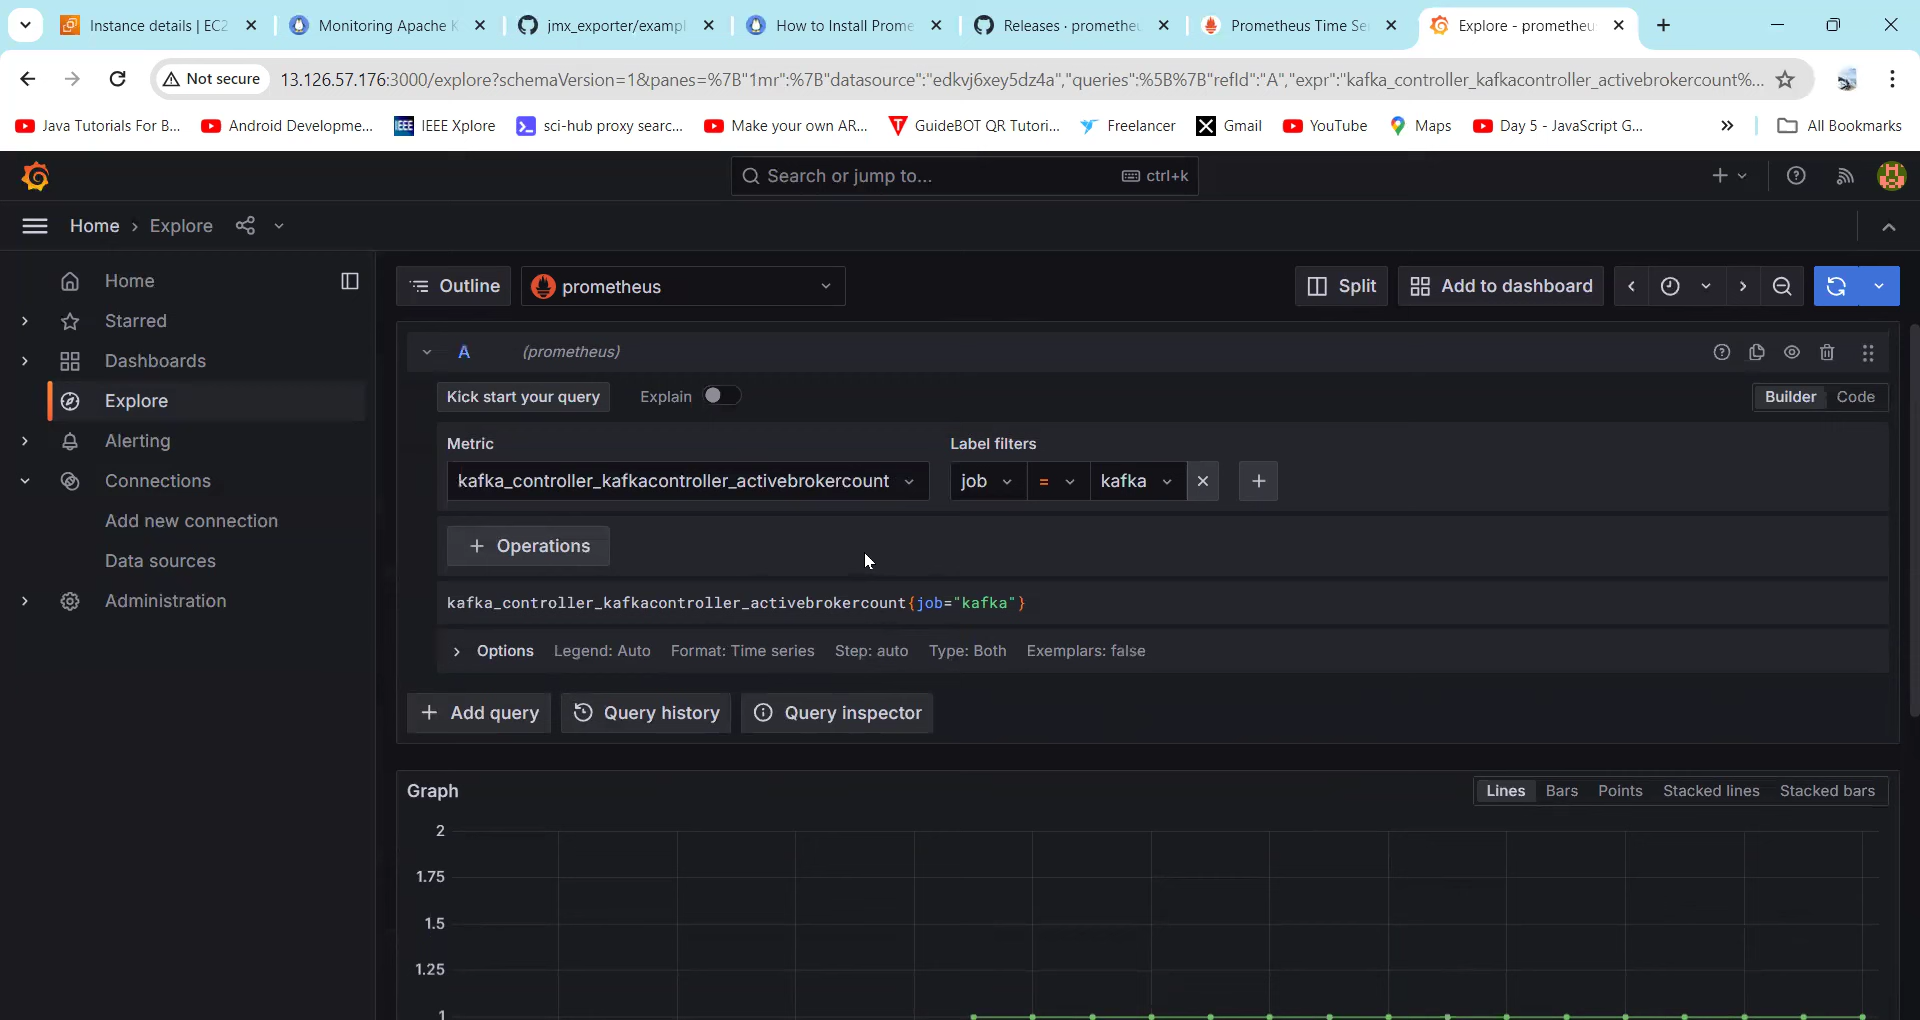 Instance details | EC2
Monitoring Apache K
jmx_exporter/exampl
How to Install Prome
Releases · promethe
Prometheus Time Se
Explore - prometheu
Not secure
13.126.57.176:3000/explore?schemaVersion=1&panes=%7B"1mr":%7B"datasource":"edkvj6xey5dz4a","queries":%5B%7B"refId":"A","expr":"kafka_controller_kafkacontroller_activebrokercount%...
Java Tutorials For B...
Android Developme...
IEEE Xplore
sci-hub proxy searc...
Make your own AR...
GuideBOT QR Tutori...
Freelancer
Gmail
YouTube
Maps
Day 5 - JavaScript G...
All Bookmarks
Search or jump to...
ctrl+k
Home › Explore
Home
Starred
Dashboards
Explore
Alerting
Connections
Add new connection
Data sources
Administration
Outline
prometheus
Split
Add to dashboard
A (prometheus)
Kick start your query
Explain
Builder
Code
Metric
Label filters
kafka_controller_kafkacontroller_activebrokercount
job = kafka
+ Operations
kafka_controller_kafkacontroller_activebrokercount{job="kafka"}
Options Legend: Auto Format: Time series Step: auto Type: Both Exemplars: false
+ Add query
Query history
Query inspector
Graph
Lines Bars Points Stacked lines Stacked bars
2
1.75
1.5
1.25
1